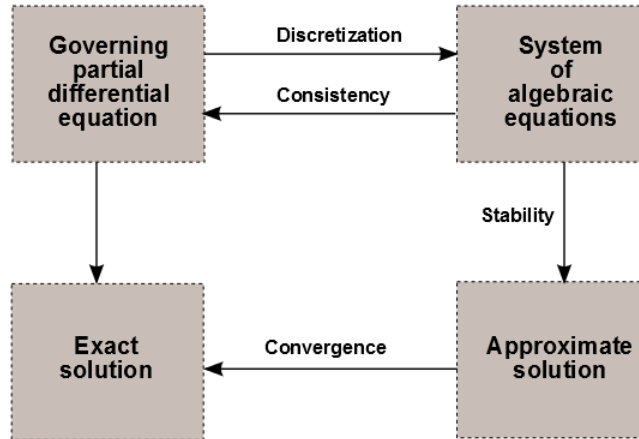 Governing
partial
differential
equation
Discretization
Consistency
System
of
algebraic
equations
Stability
Exact
solution
Convergence
Approximate
solution